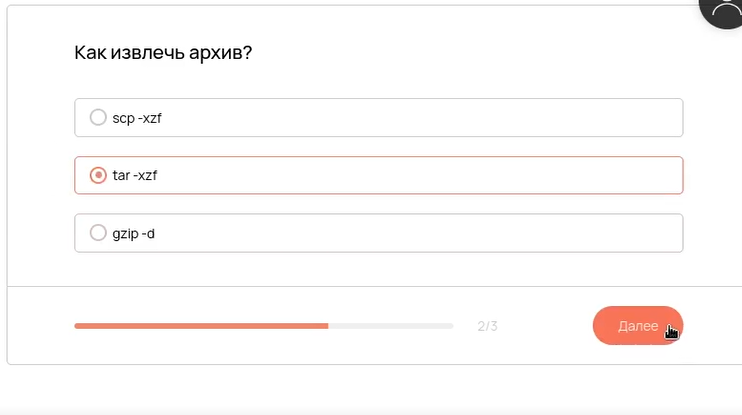 Как извлечь архив?
scp -xzf
tar -xzf
gzip -d
2/3
Далее